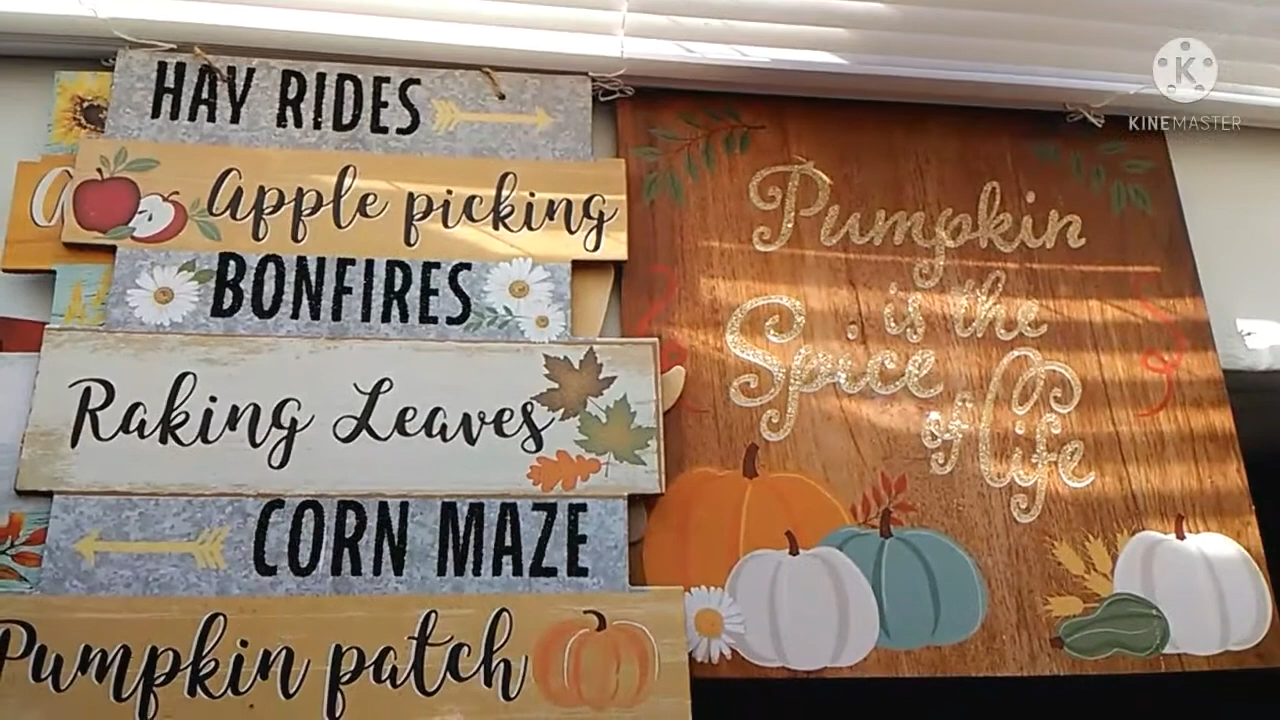 HAY RIDES
Apple picking
BONFIRES
Raking Leaves
CORN MAZE
Pumpkin patch
Pumpkin
is the
Spice
of life
KINEMASTER